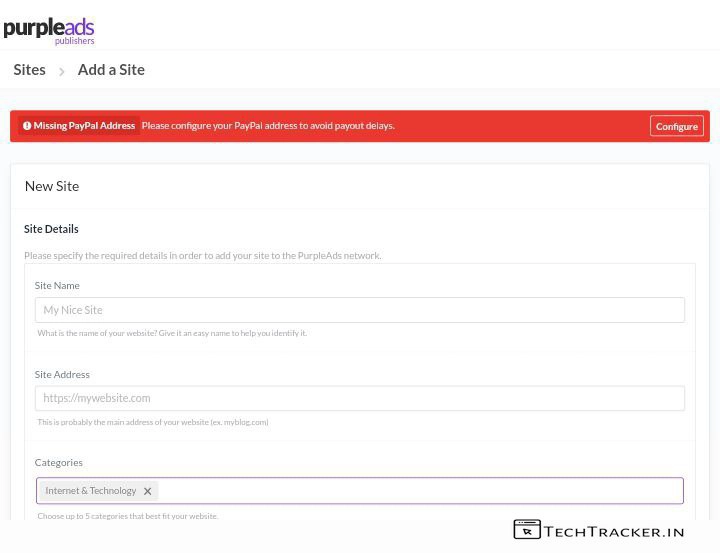 purpleads
publishers
Sites > Add a Site
Missing PayPal Address Please configure your PayPal address to avoid payout delays. Configure
New Site
Site Details
Please specify the required details in order to add your site to the PurpleAds network.
Site Name
My Nice Site
What is the name of your website? Give it an easy name to help you identify it.
Site Address
https://mywebsite.com
This is probably the main address of your website (ex. myblog.com)
Categories
Internet & Technology ×
Choose up to 5 categories that best fit your website.
TECHTRACKER.IN